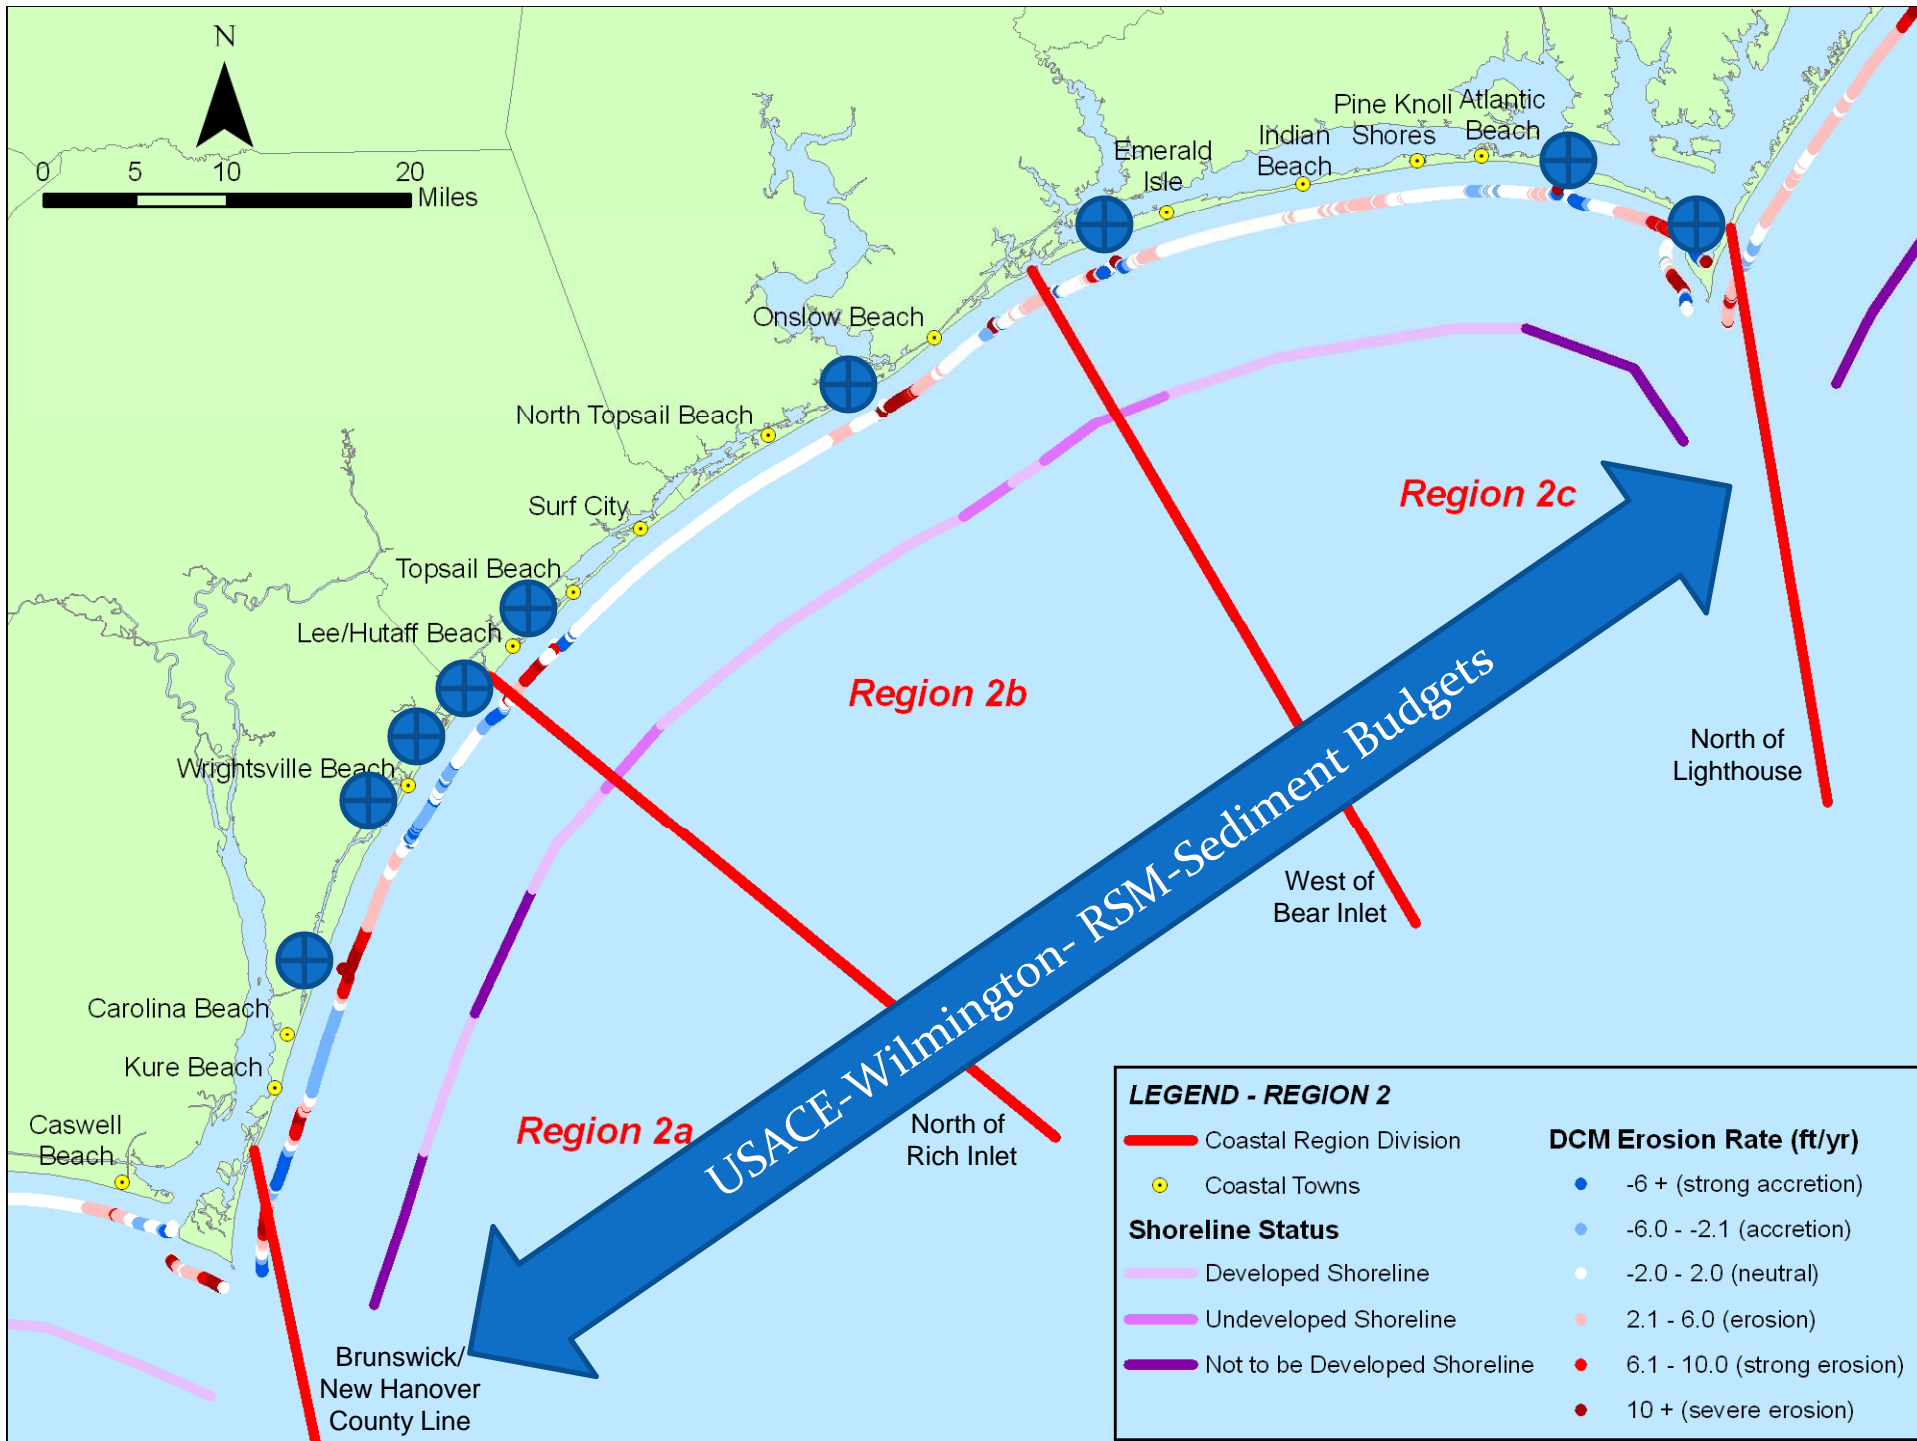 N
0 5 10 20
Miles
Pine Knoll
Shores
Atlantic
Beach
Indian
Beach
Emerald
Isle
Onslow Beach
North Topsail Beach
Surf City
Topsail Beach
Lee/Hutaff Beach
Wrightsville Beach
Carolina Beach
Kure Beach
Caswell
Beach
Region 2c
Region 2b
Region 2a
USACE-Wilmington- RSM-Sediment Budgets
North of
Lighthouse
West of
Bear Inlet
North of
Rich Inlet
Brunswick/
New Hanover
County Line
LEGEND - REGION 2
Coastal Region Division
Coastal Towns
Shoreline Status
Developed Shoreline
Undeveloped Shoreline
Not to be Developed Shoreline
DCM Erosion Rate (ft/yr)
-6 + (strong accretion)
-6.0 - -2.1 (accretion)
-2.0 - 2.0 (neutral)
2.1 - 6.0 (erosion)
6.1 - 10.0 (strong erosion)
10 + (severe erosion)